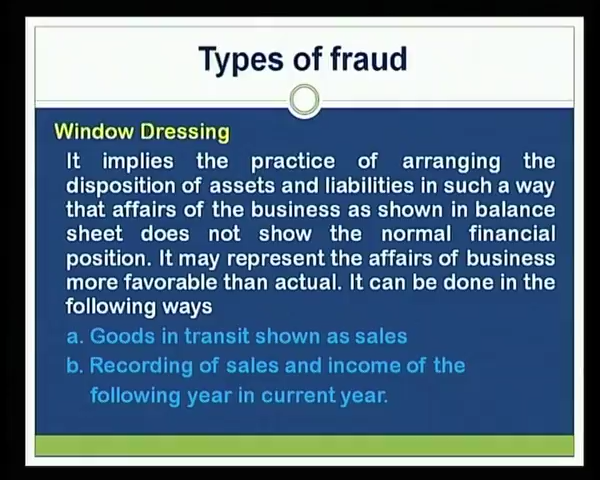 Types of fraud
Window Dressing
It implies the practice of arranging the
disposition of assets and liabilities in such a way
that affairs of the business as shown in balance
sheet does not show the normal financial
position. It may represent the affairs of business
more favorable than actual. It can be done in the
following ways
a. Goods in transit shown as sales
b. Recording of sales and income of the
following year in current year.